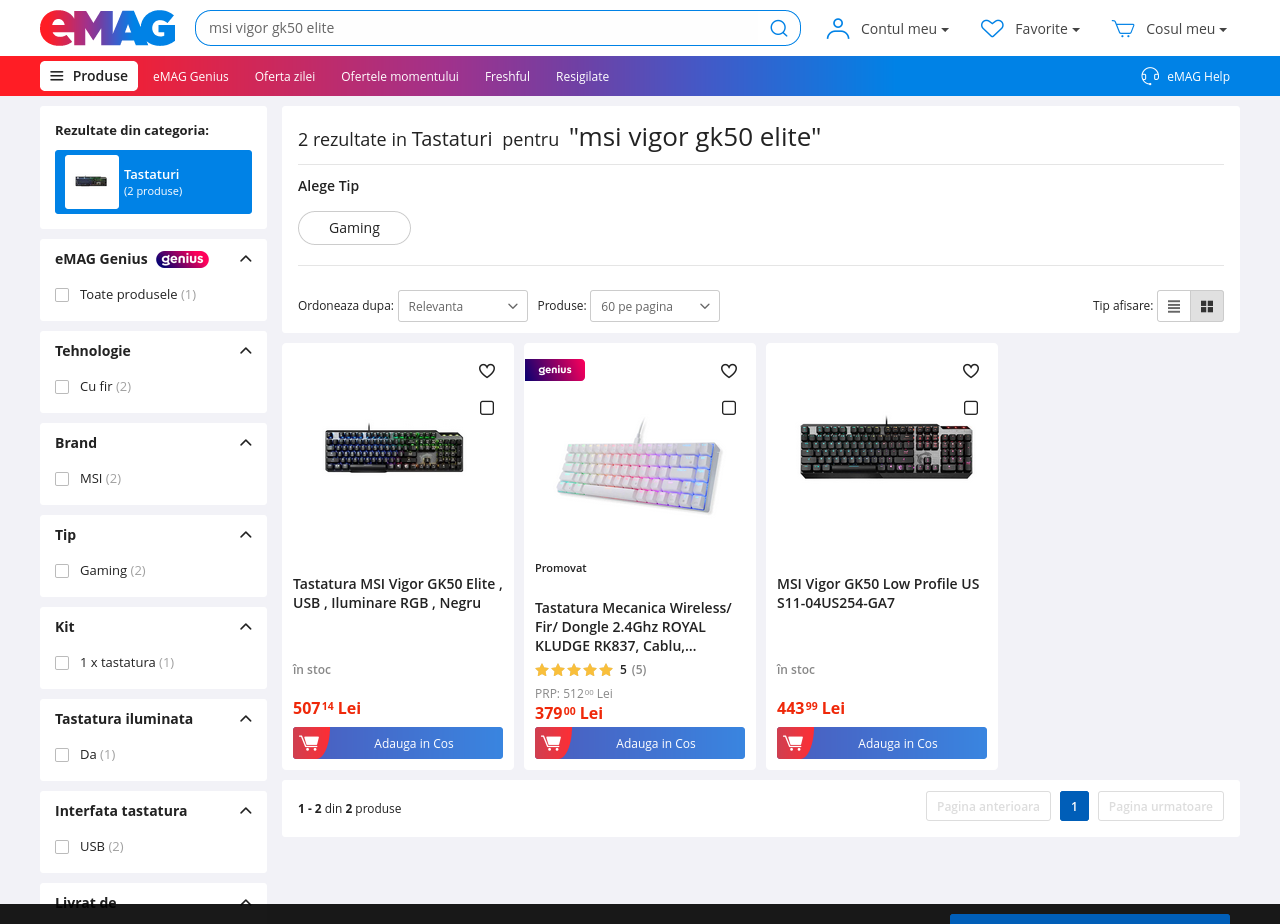 eMAG
msi vigor gk50 elite
Contul meu
Favorite
Cosul meu
Produse
eMAG Genius
Oferta zilei
Ofertele momentului
Freshful
Resigilate
eMAG Help
Rezultate din categoria:
Tastaturi
(2 produse)
eMAG Genius genius
Toate produsele (1)
Tehnologie
Cu fir (2)
Brand
MSI (2)
Tip
Gaming (2)
Kit
1 x tastatura (1)
Tastatura iluminata
Da (1)
Interfata tastatura
USB (2)
Livrat de
2 rezultate in Tastaturi pentru "msi vigor gk50 elite"
Alege Tip
Gaming
Ordoneaza dupa: Relevanta
Produse: 60 pe pagina
Tip afisare:
Tastatura MSI Vigor GK50 Elite ,
USB , Iluminare RGB , Negru
în stoc
507 14 Lei
Adauga in Cos
genius
Promovat
Tastatura Mecanica Wireless/
Fir/ Dongle 2.4Ghz ROYAL
KLUDGE RK837, Cablu,...
5 (5)
PRP: 512 00 Lei
379 00 Lei
Adauga in Cos
MSI Vigor GK50 Low Profile US
S11-04US254-GA7
în stoc
443 99 Lei
Adauga in Cos
1 - 2 din 2 produse
Pagina anterioara
1
Pagina urmatoare